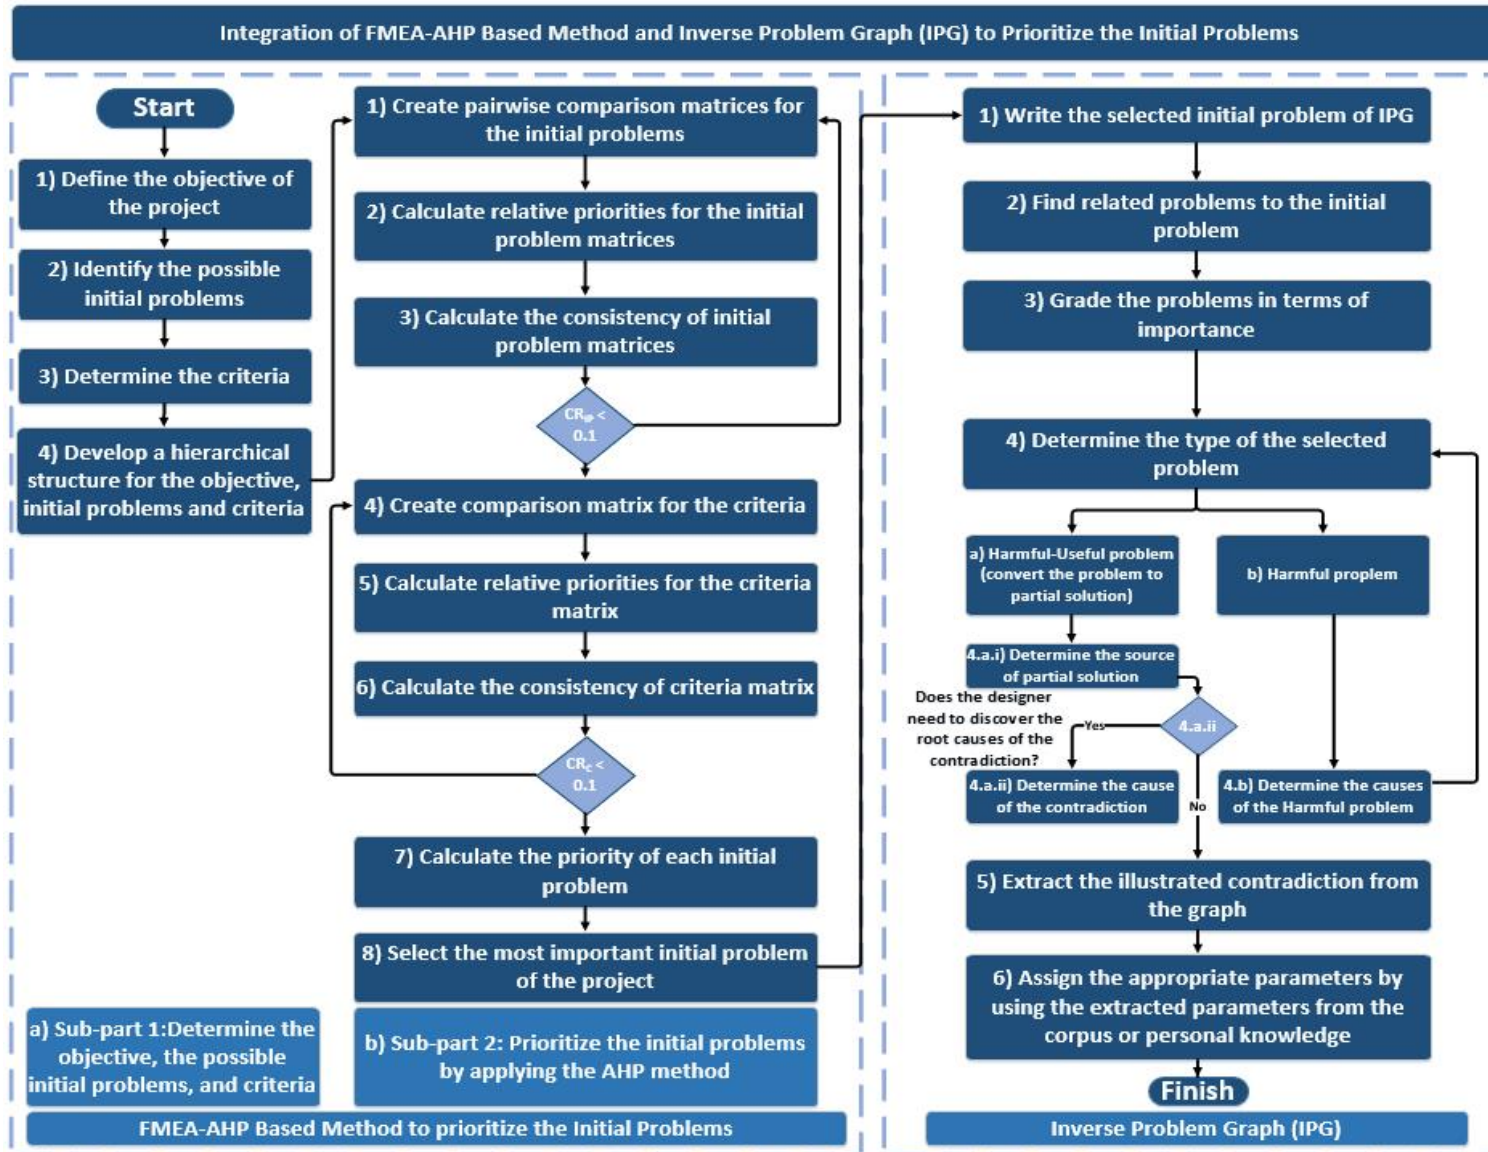 Integration of FMEA-AHP Based Method and Inverse Problem Graph (IPG) to Prioritize the Initial Problems
Start
1) Define the objective of
the project
2) Identify the possible
initial problems
3) Determine the criteria
4) Develop a hierarchical
structure for the objective,
initial problems and criteria
a) Sub-part 1:Determine the
objective, the possible
initial problems, and criteria
1) Create pairwise comparison matrices for
the initial problems
2) Calculate relative priorities for the initial
problem matrices
3) Calculate the consistency of initial
problem matrices
CRIP <
0.1
4) Create comparison matrix for the criteria
5) Calculate relative priorities for the criteria
matrix
6) Calculate the consistency of criteria matrix
CRC <
0.1
7) Calculate the priority of each initial
problem
8) Select the most important initial problem
of the project
b) Sub-part 2: Prioritize the initial problems
by applying the AHP method
FMEA-AHP Based Method to prioritize the Initial Problems
1) Write the selected initial problem of IPG
2) Find related problems to the initial
problem
3) Grade the problems in terms of
importance
4) Determine the type of the selected
problem
a) Harmful-Useful problem
(convert the problem to
partial solution)
b) Harmful proplem
4.a.i) Determine the source
of partial solution
Does the designer
need to discover the
root causes of the
contradiction?
Yes
4.a.ii
4.a.ii) Determine the cause
of the contradiction
No
4.b) Determine the causes
of the Harmful problem
5) Extract the illustrated contradiction from
the graph
6) Assign the appropriate parameters by
using the extracted parameters from the
corpus or personal knowledge
Finish
Inverse Problem Graph (IPG)